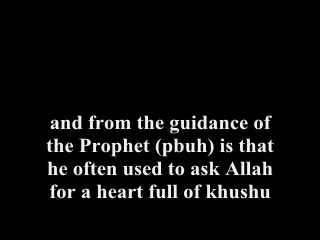 and from the guidance of
the Prophet (pbuh) is that
he often used to ask Allah
for a heart full of khushu